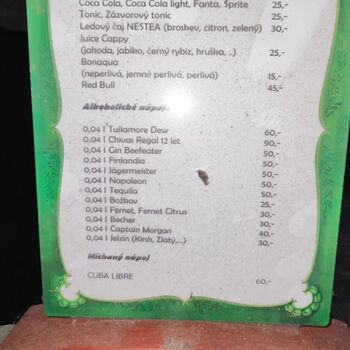 Coca Cola, Coca Cola light, Fanta, Sprite 25,-
Tonic, Zázvorový tonic 25,-
Ledový čaj NESTEA (broskev, citron, zelený) 30,-
Juice Cappy
(jahoda, jablko, černý rybíz, hruška, ..) 25,-
Bonaqua
(neperlivá, jemně perlivá, perlivá) 15,-
Red Bull 45,-
Alkoholické nápoje
0,04 l Tullamore Dew 60,-
0,04 l Chivas Regal 12 let 90,-
0,04 l Gin Beefeater 50,-
0,04 l Finlandia 50,-
0,04 l Jägermeister 50,-
0,04 l Napoleon 50,-
0,04 l Tequila 50,-
0,04 l Božkov 25,-
0,04 l Fernet, Fernet Citrus 30,-
0,04 l Becher 30,-
0,04 l Captain Morgan 40,-
0,04 l Jelzin (Kirsh, Zlatý,...) 30,-
Míchaný nápoj
CUBA LIBRE 60,-